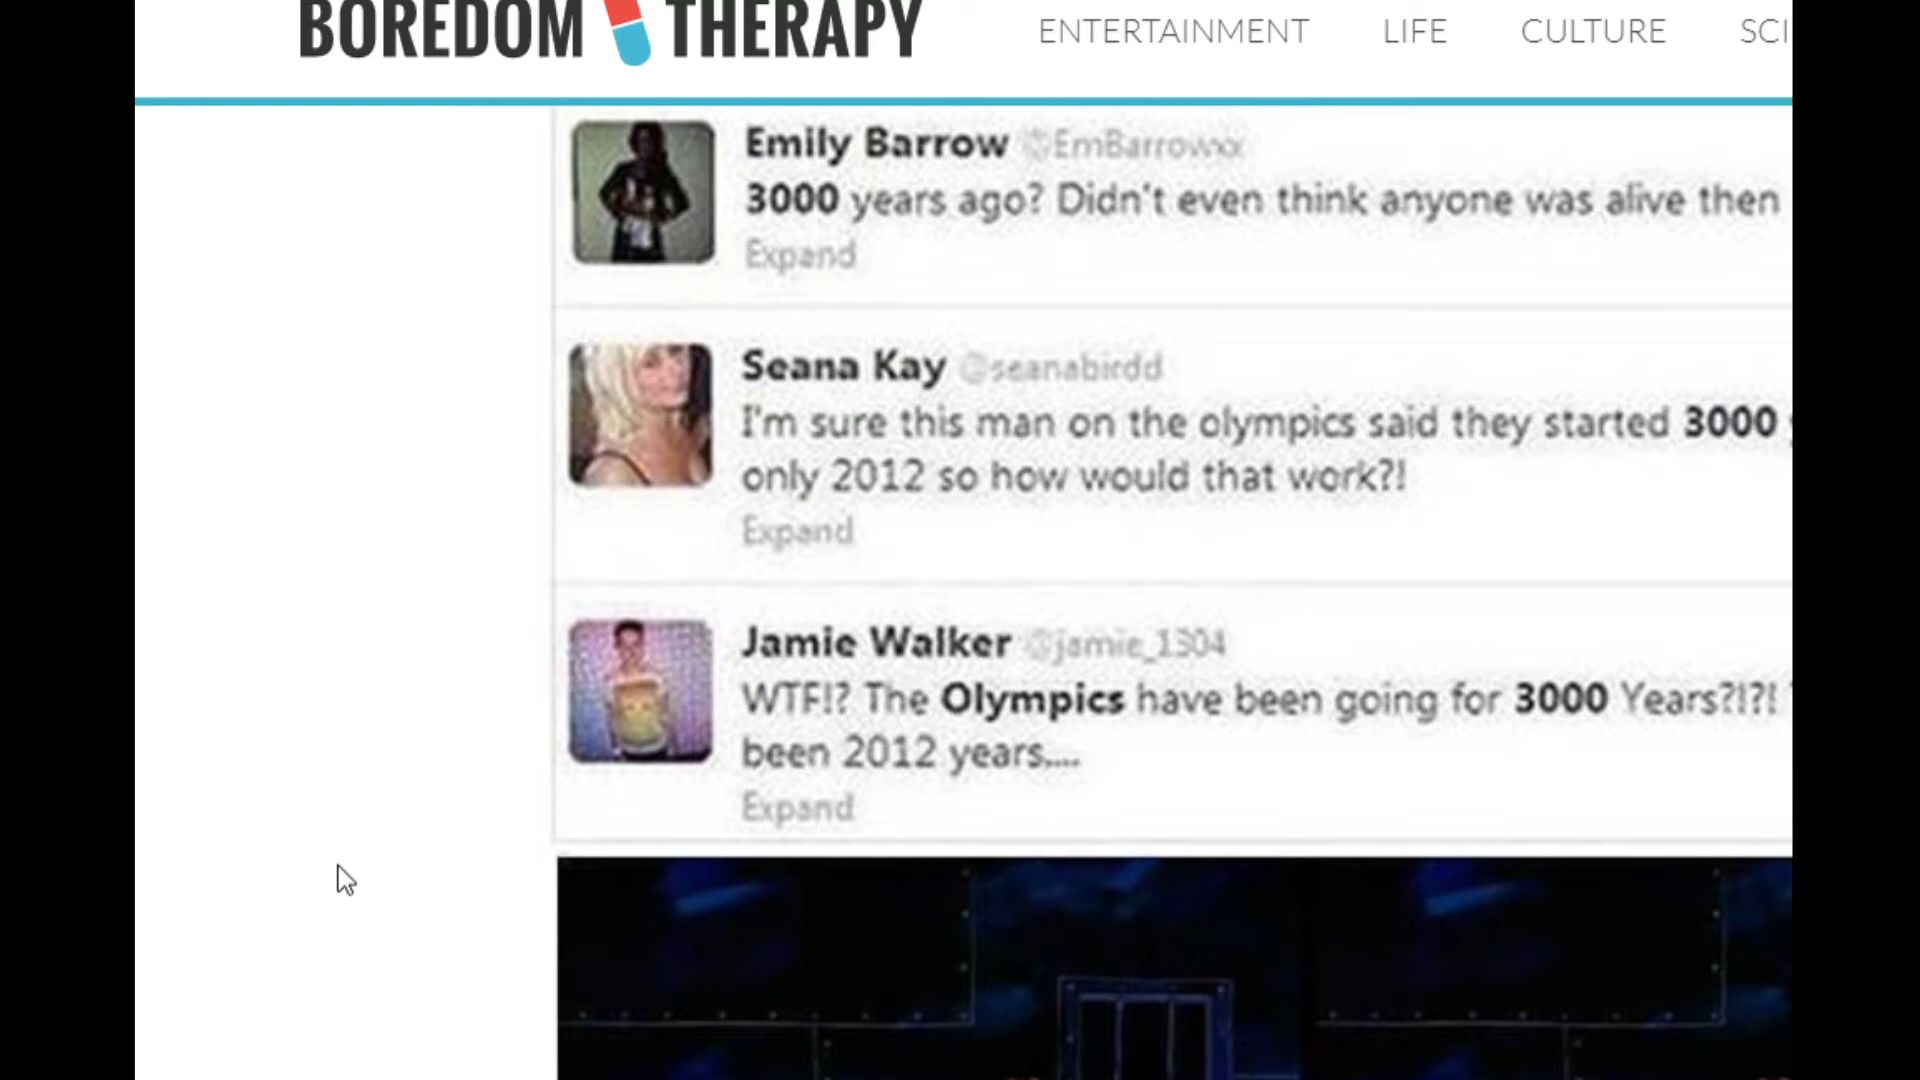 BOREDOM THERAPY ENTERTAINMENT LIFE CULTURE SCI
Emily Barrow @EmBarrowxx
3000 years ago? Didn't even think anyone was alive then
Expand
Seana Kay @seanabirdd
I'm sure this man on the olympics said they started 3000
only 2012 so how would that work?!
Expand
Jamie Walker @jamie_1304
WTF!? The Olympics have been going for 3000 Years?!?!
been 2012 years....
Expand